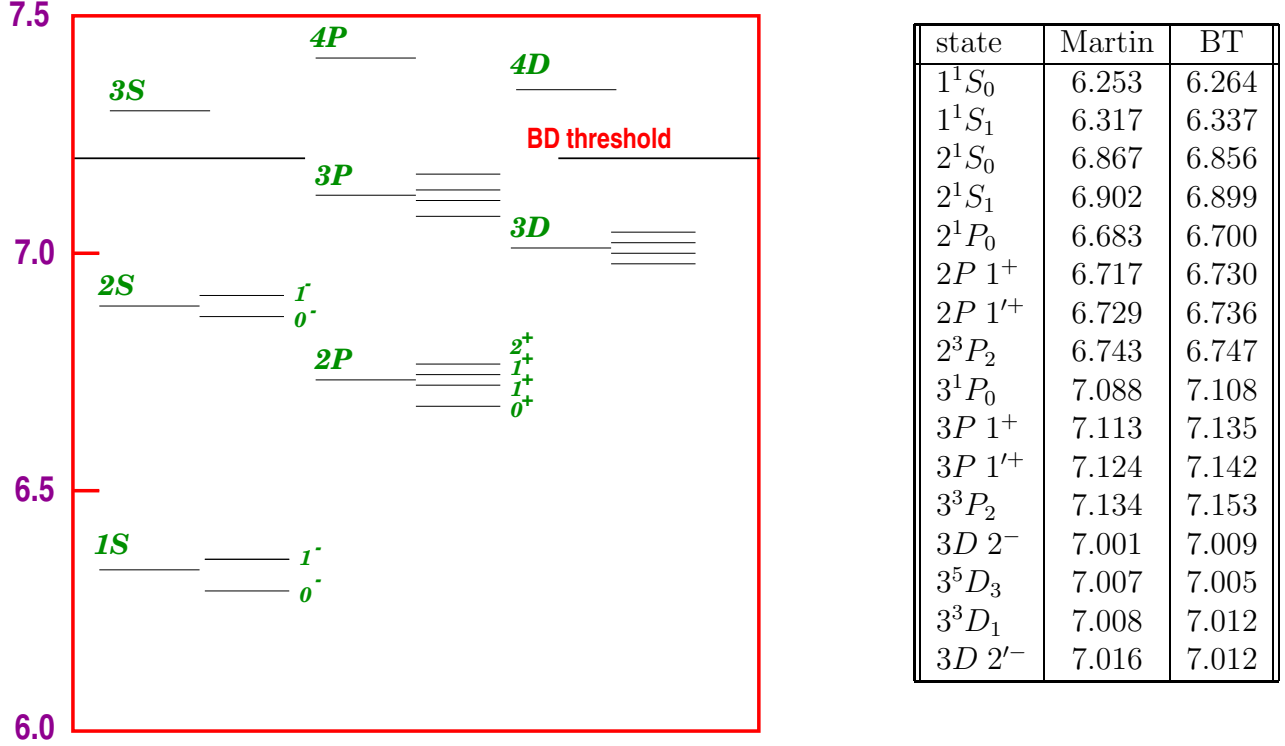 7.5
4P
4D
3S
BD threshold
3P
3D
7.0
2S
1⁻
0⁻
2P
2⁺
1⁺
1⁺
0⁺
6.5
1S
1⁻
0⁻
6.0
state Martin BT
1¹S₀ 6.253 6.264
1¹S₁ 6.317 6.337
2¹S₀ 6.867 6.856
2¹S₁ 6.902 6.899
2¹P₀ 6.683 6.700
2P 1⁺ 6.717 6.730
2P 1′⁺ 6.729 6.736
2³P₂ 6.743 6.747
3¹P₀ 7.088 7.108
3P 1⁺ 7.113 7.135
3P 1′⁺ 7.124 7.142
3³P₂ 7.134 7.153
3D 2⁻ 7.001 7.009
3⁵D₃ 7.007 7.005
3³D₁ 7.008 7.012
3D 2′⁻ 7.016 7.012